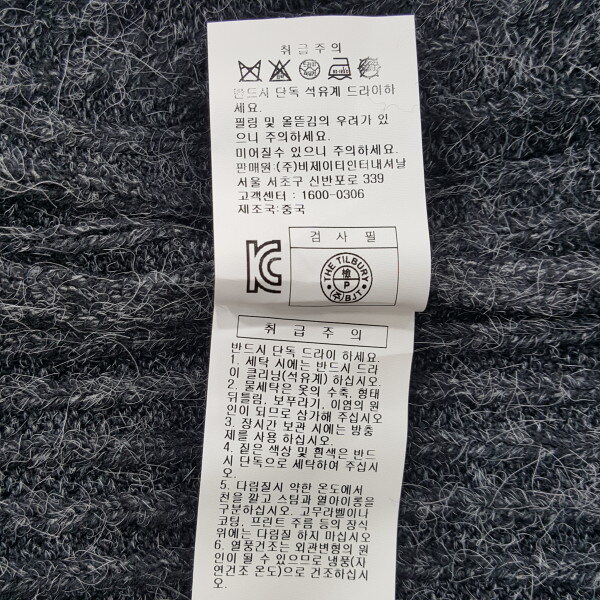 취급주의
반드시 단독 석유계 드라이하
세요.
필링 및 올뜯김의 우려가 있
으니 주의하세요.
미어질수 있으니 주의하세요.
판매원:(주)비제이티인터내셔날
서울 서초구 신반포로 339
고객센터 : 1600-0306
제조국:중국
검 사 필
THE TILBURY
檢
P
(주)BJT
취 급 주 의
반드시 단독 드라이 하세요.
1. 세탁 시에는 반드시 드라
이 클리닝(석유계) 하십시오.
2. 물세탁은 옷의 수축, 형태
뒤틀림, 보푸라기, 이염의 원
인이 되므로 삼가해 주십시오.
3. 장시간 보관 시에는 방충
제를 사용 하십시오.
4. 짙은 색상 및 흰색은 반드
시 단독으로 세탁하여 주십시
오.
5. 다림질시 약한 온도에서
천을 깔고 스팀과 열아이롱을
구분하십시오. 고무라벨이나
코팅, 프린트 주름 등의 장식
위에는 다림질 하지 마십시오
6. 열풍건조는 외관변형의 원
인이 될 수 있으므로 냉풍(자
연건조 온도)으로 건조하십시
오.